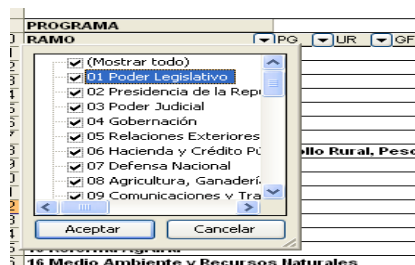 PROGRAMA
RAMO PG UR GF
(Mostrar todo)
01 Poder Legislativo
02 Presidencia de la Rep
03 Poder Judicial
04 Gobernación
05 Relaciones Exteriores
06 Hacienda y Crédito Pú
ollo Rural, Pesc
07 Defensa Nacional
08 Agricultura, Ganaderí
09 Comunicaciones y Tra
Aceptar Cancelar
16 Medio Ambiente y Recursos Naturales